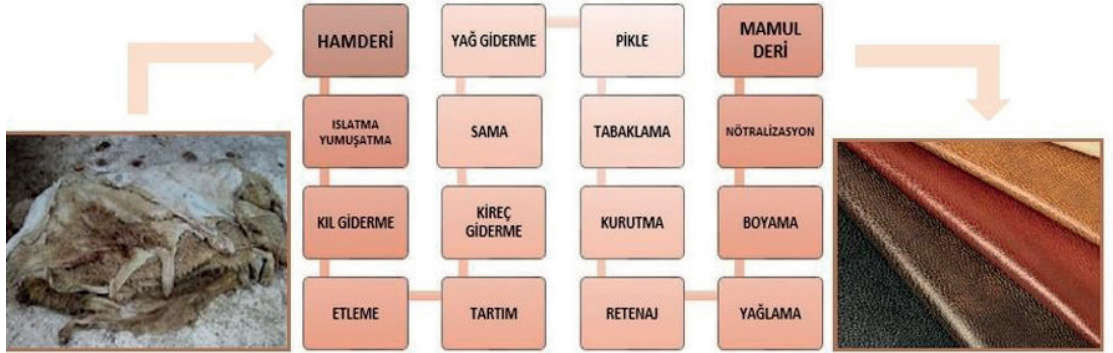 HAMDERİ
YAĞ GİDERME
PİKLE
MAMUL
DERİ
ISLATMA
YUMUŞATMA
SAMA
TABAKLAMA
NÖTRALİZASYON
KIL GİDERME
KİREÇ
GİDERME
KURUTMA
BOYAMA
ETLEME
TARTIM
RETENAJ
YAĞLAMA